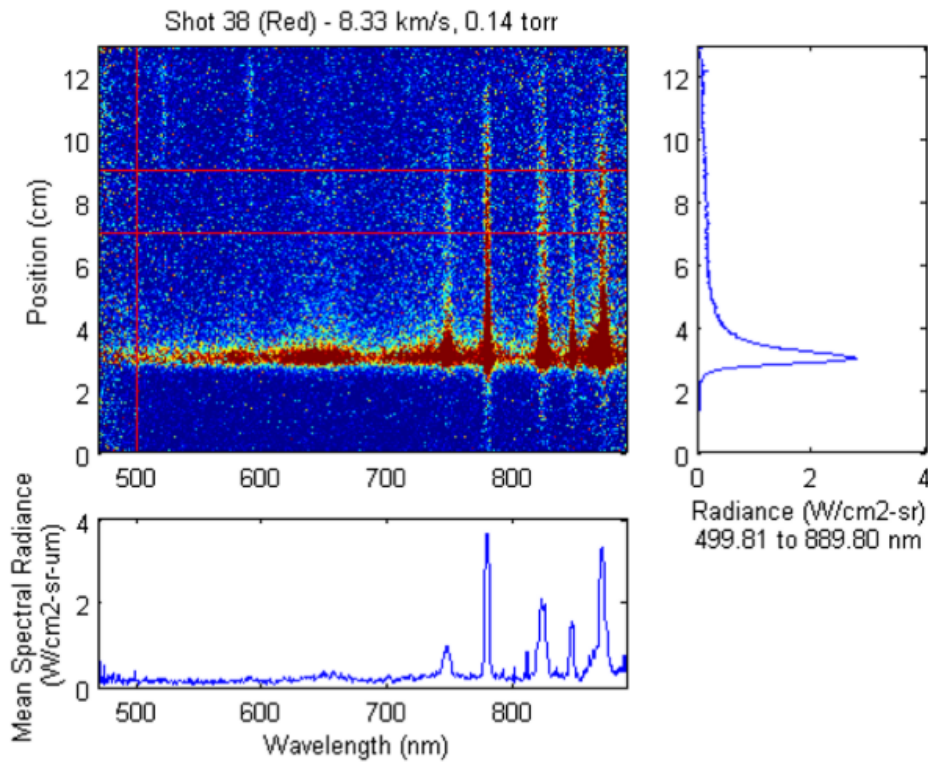 Shot 38 (Red) - 8.33 km/s, 0.14 torr
Position (cm)
12
10
8
6
4
2
0
500 600 700 800
12
10
8
6
4
2
0
0 2 4
Radiance (W/cm2-sr)
499.81 to 889.80 nm
Mean Spectral Radiance
(W/cm2-sr-um)
4
2
0
500 600 700 800
Wavelength (nm)